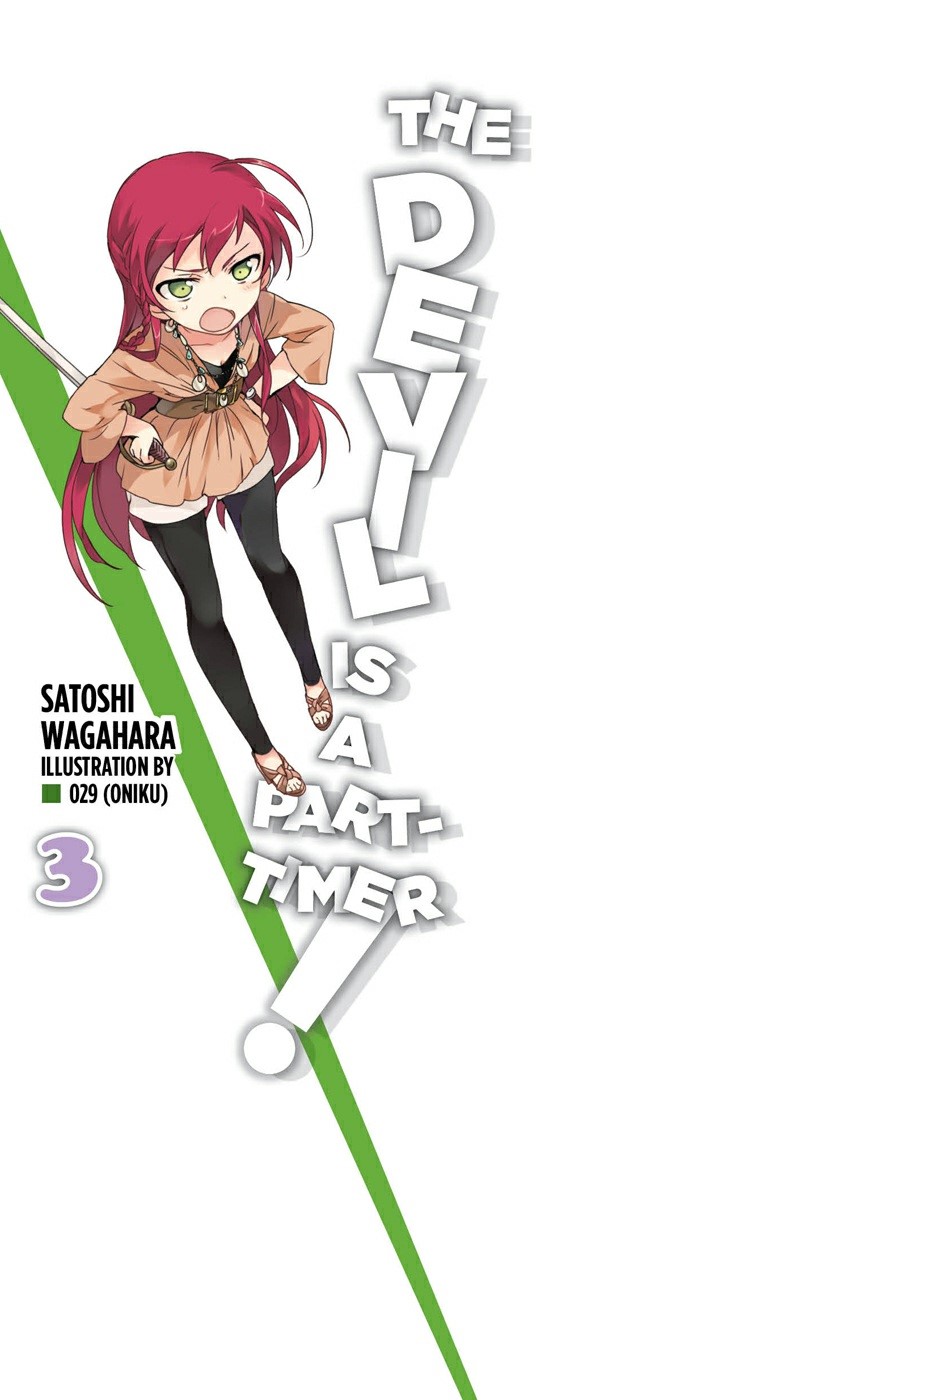 THE
DEVIL
IS
A
PART-
TIMER
!
SATOSHI
WAGAHARA
ILLUSTRATION BY
■ 029 (ONIKU)
3